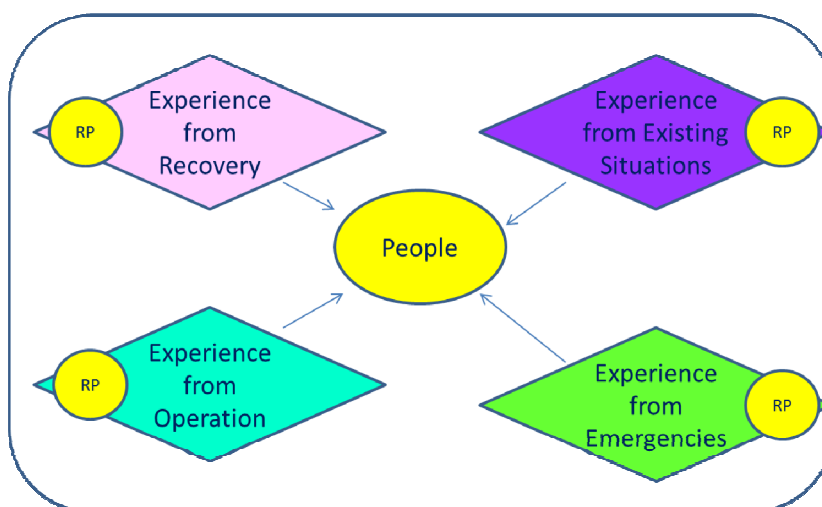 RP
Experience
from
Recovery
Experience
from Existing
Situations
RP
People
RP
Experience
from
Operation
Experience
from
Emergencies
RP